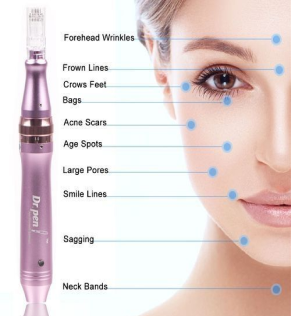 Forehead Wrinkles
Frown Lines
Crows Feet
Bags
Acne Scars
Age Spots
Large Pores
Smile Lines
Sagging
Neck Bands
Dr pen